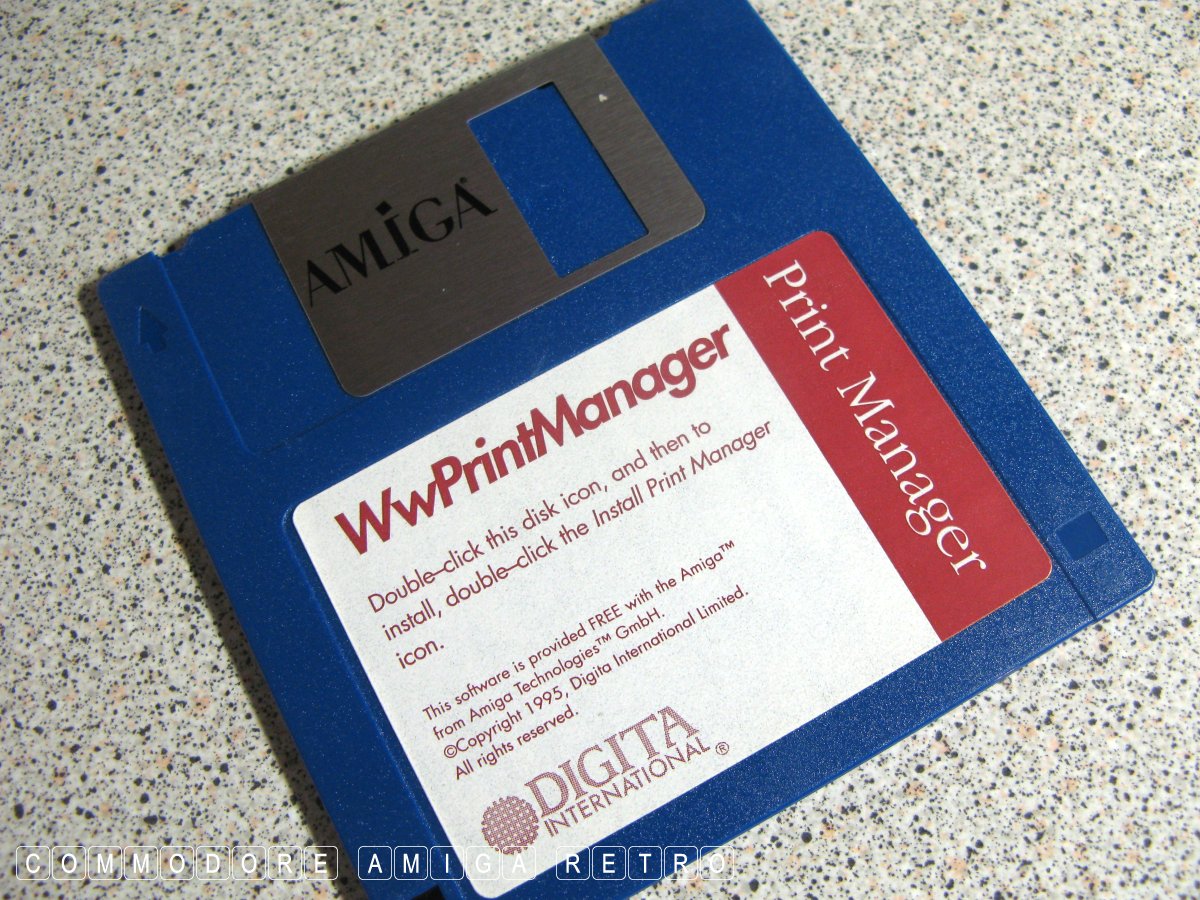 AMIGA®
Print Manager
WwPrintManager
Double-click this disk icon, and then to
install, double-click the Install Print Manager
icon.
This software is provided FREE with the Amiga™
from Amiga Technologies™ GmbH.
©Copyright 1995, Digita International Limited.
All rights reserved.
DIGITA
INTERNATIONAL®
COMMODORE AMIGA RETRO